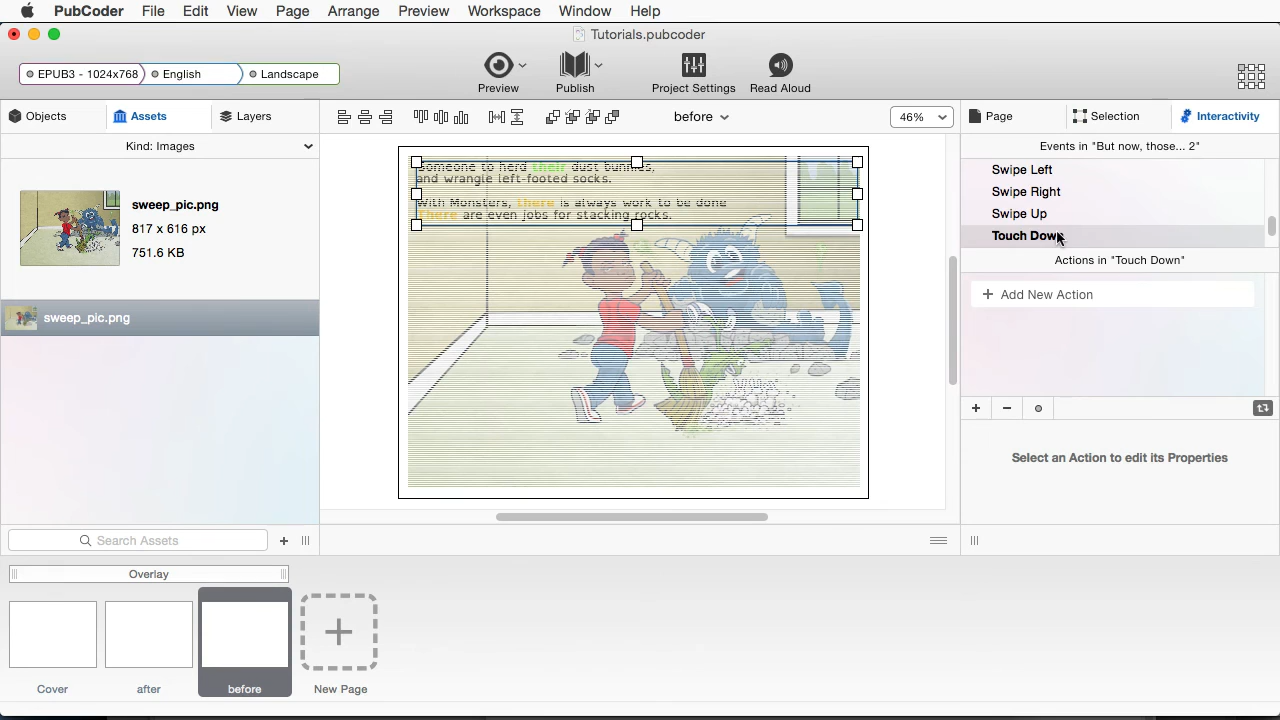 PubCoder File Edit View Page Arrange Preview Workspace Window Help
Tutorials.pubcoder
EPUB3 - 1024x768 English Landscape
Preview Publish Project Settings Read Aloud
Objects Assets Layers before 46% Page Selection Interactivity
Kind: Images
sweep_pic.png
817 x 616 px
751.6 KB
sweep_pic.png
Someone to herd their dust bunnies,
and wrangle left-footed socks.
With Monsters, there is always work to be done
There are even jobs for stacking rocks.
Events in "But now, those... 2"
Swipe Left
Swipe Right
Swipe Up
Touch Down
Actions in "Touch Down"
Add New Action
Select an Action to edit its Properties
Search Assets
Overlay
Cover after before New Page